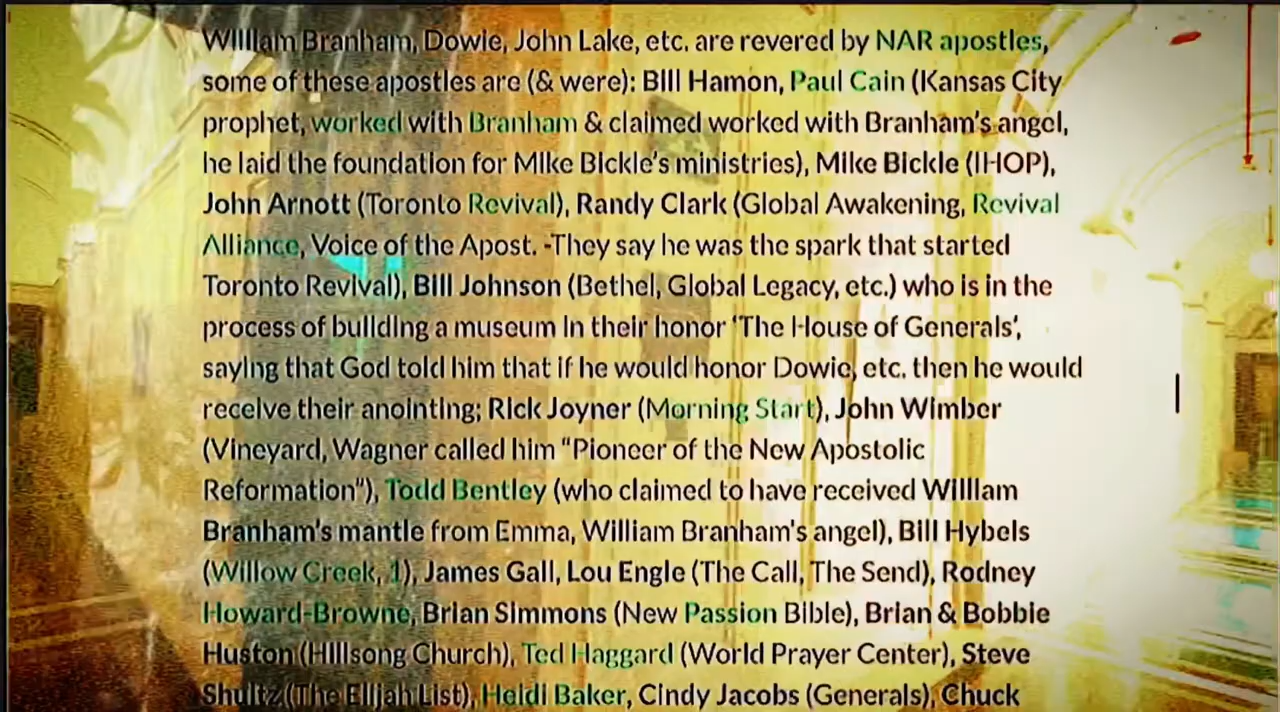 William Branham, Dowie, John Lake, etc. are revered by NAR apostles,
some of these apostles are (& were): Bill Hamon, Paul Cain (Kansas City
prophet, worked with Branham & claimed worked with Branham's angel,
he laid the foundation for Mike Bickle's ministries), Mike Bickle (IHOP),
John Arnott (Toronto Revival), Randy Clark (Global Awakening, Revival
Alliance, Voice of the Apost. -They say he was the spark that started
Toronto Revival), Bill Johnson (Bethel, Global Legacy, etc.) who is in the
process of building a museum in their honor 'The House of Generals',
saying that God told him that if he would honor Dowie, etc. then he would
receive their anointing; Rick Joyner (Morning Start), John Wimber
(Vineyard, Wagner called him "Pioneer of the New Apostolic
Reformation"), Todd Bentley (who claimed to have received William
Branham's mantle from Emma, William Branham's angel), Bill Hybels
(Willow Creek, 1), James Gall, Lou Engle (The Call, The Send), Rodney
Howard-Browne, Brian Simmons (New Passion Bible), Brian & Bobbie
Huston (Hillsong Church), Ted Haggard (World Prayer Center), Steve
Shultz (The Elijah List), Heidi Baker, Cindy Jacobs (Generals), Chuck